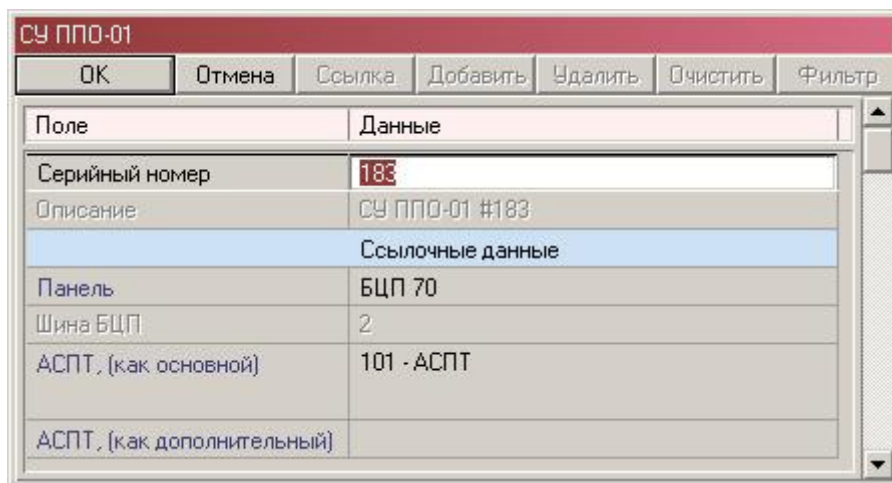 СУ ППО-01
OK Отмена Ссылка Добавить Удалить Очистить Фильтр
Поле Данные
Серийный номер 183
Описание СУ ППО-01 #183
Ссылочные данные
Панель БЦП 70
Шина БЦП 2
АСПТ, (как основной) 101 - АСПТ
АСПТ, (как дополнительный)